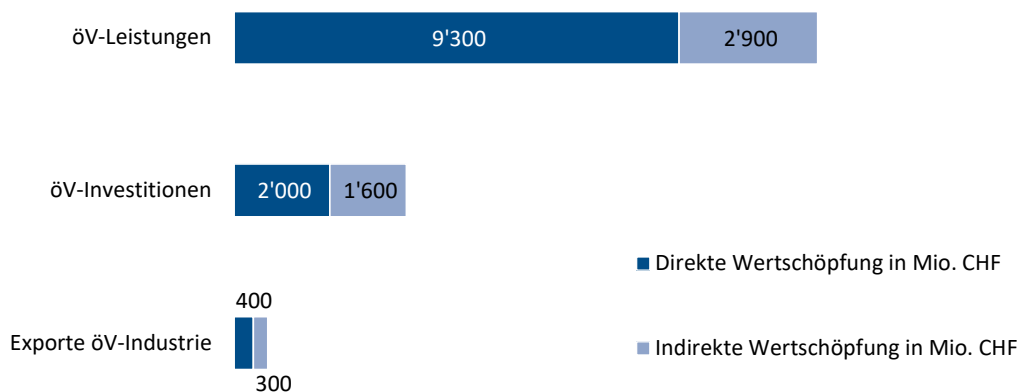 öV-Leistungen
9'300
2'900
öV-Investitionen
2'000
1'600
Direkte Wertschöpfung in Mio. CHF
400
Exporte öV-Industrie
Indirekte Wertschöpfung in Mio. CHF
300